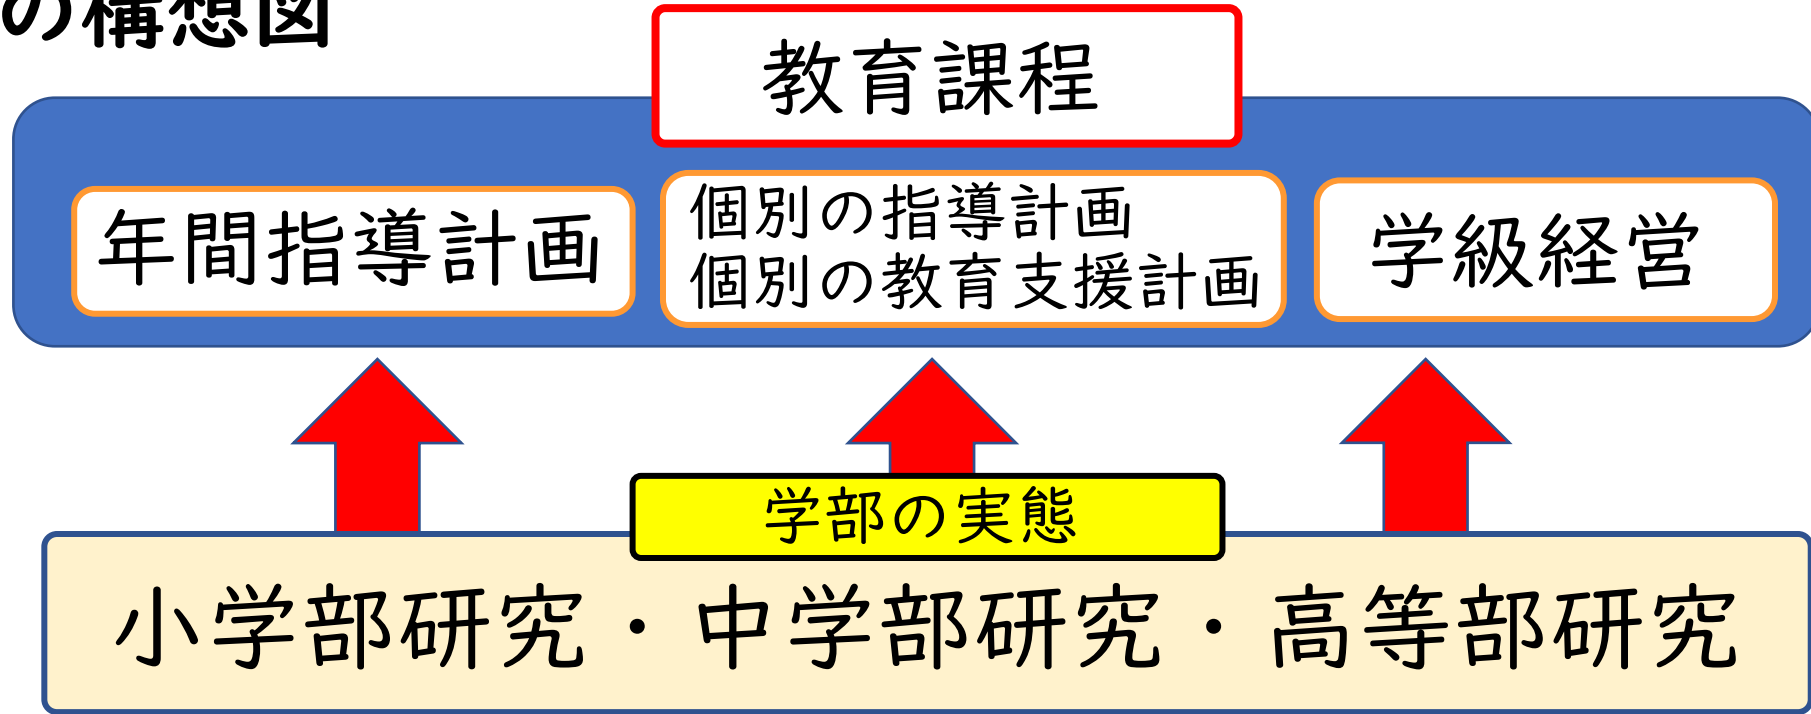 の構想図
教育課程
年間指導計画
個別の指導計画
個別の教育支援計画
学級経営
学部の実態
小学部研究・中学部研究・高等部研究